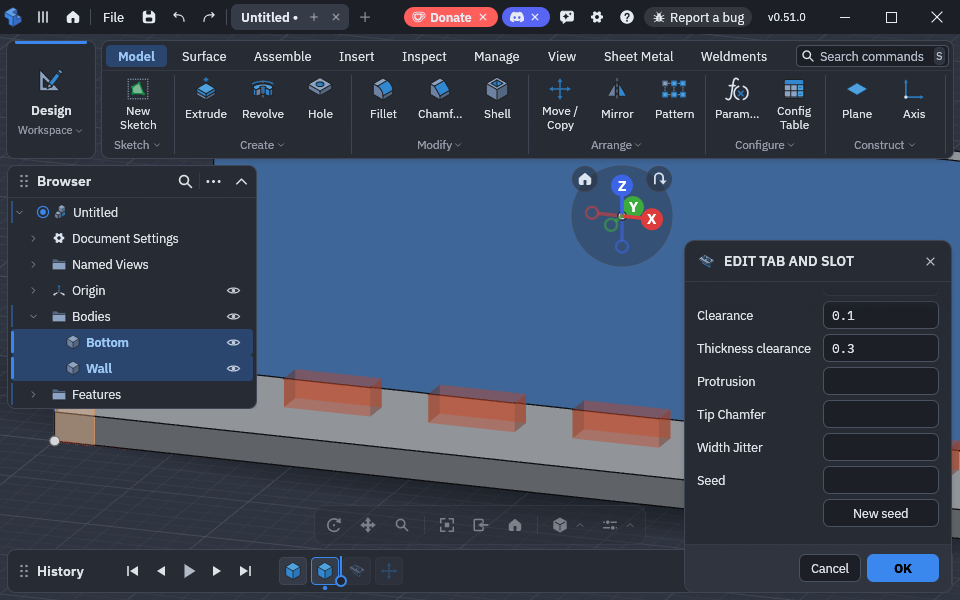 File
Untitled •
Donate
Report a bug
v0.51.0
Design
Workspace
Model
Surface
Assemble
Insert
Inspect
Manage
View
Sheet Metal
Weldments
Search commands
S
New Sketch
Extrude
Revolve
Hole
Fillet
Chamf...
Shell
Move / Copy
Mirror
Pattern
Param...
Config Table
Plane
Axis
Sketch
Create
Modify
Arrange
Configure
Construct
Browser
Untitled
Document Settings
Named Views
Origin
Bodies
Bottom
Wall
Features
Z
Y
X
EDIT TAB AND SLOT
Clearance
0.1
Thickness clearance
0.3
Protrusion
Tip Chamfer
Width Jitter
Seed
New seed
Cancel
OK
History